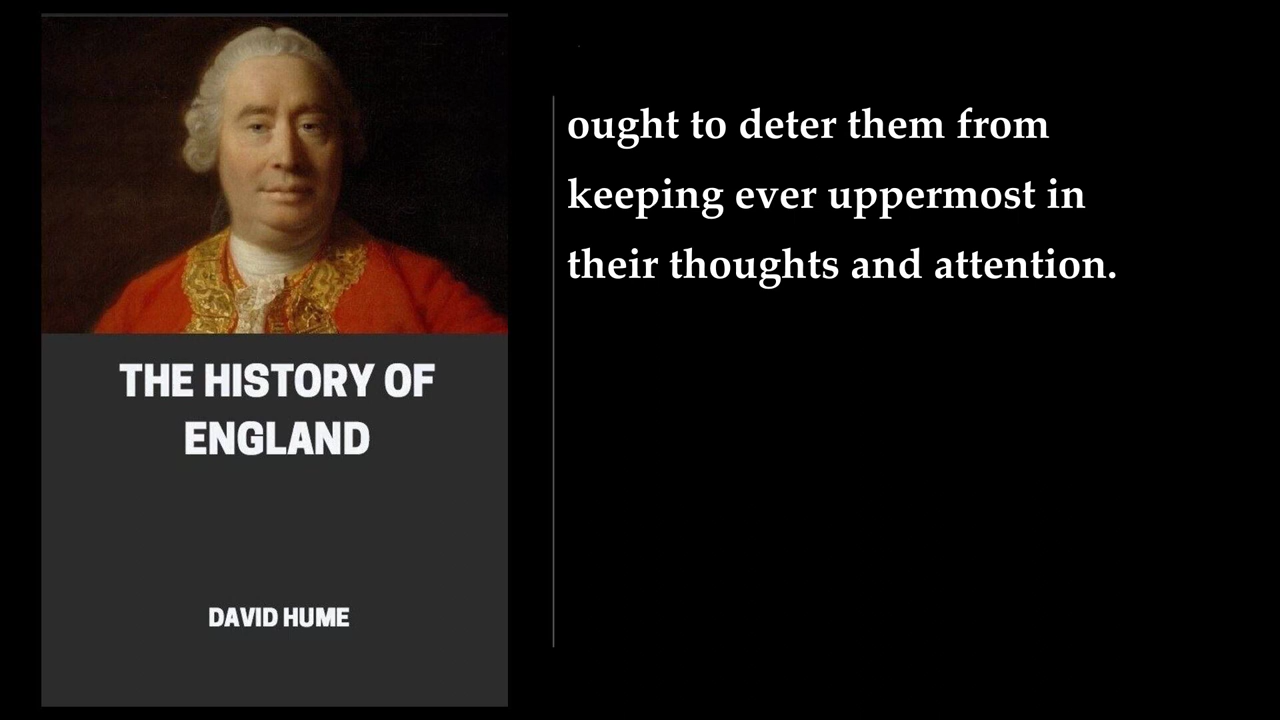 THE HISTORY OF
ENGLAND
DAVID HUME
ought to deter them from
keeping ever uppermost in
their thoughts and attention.